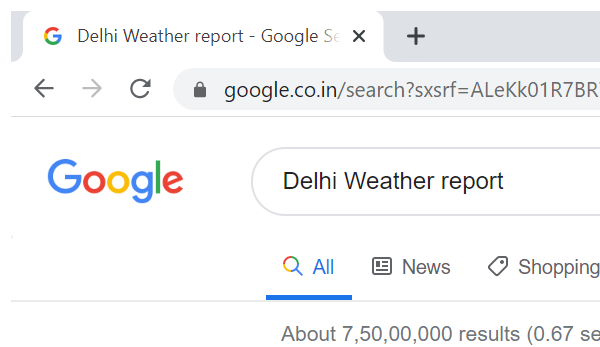 Delhi Weather report - Google Se
google.co.in/search?sxsrf=ALeKk01R7BR
Google
Delhi Weather report
All News Shopping
About 7,50,00,000 results (0.67 se